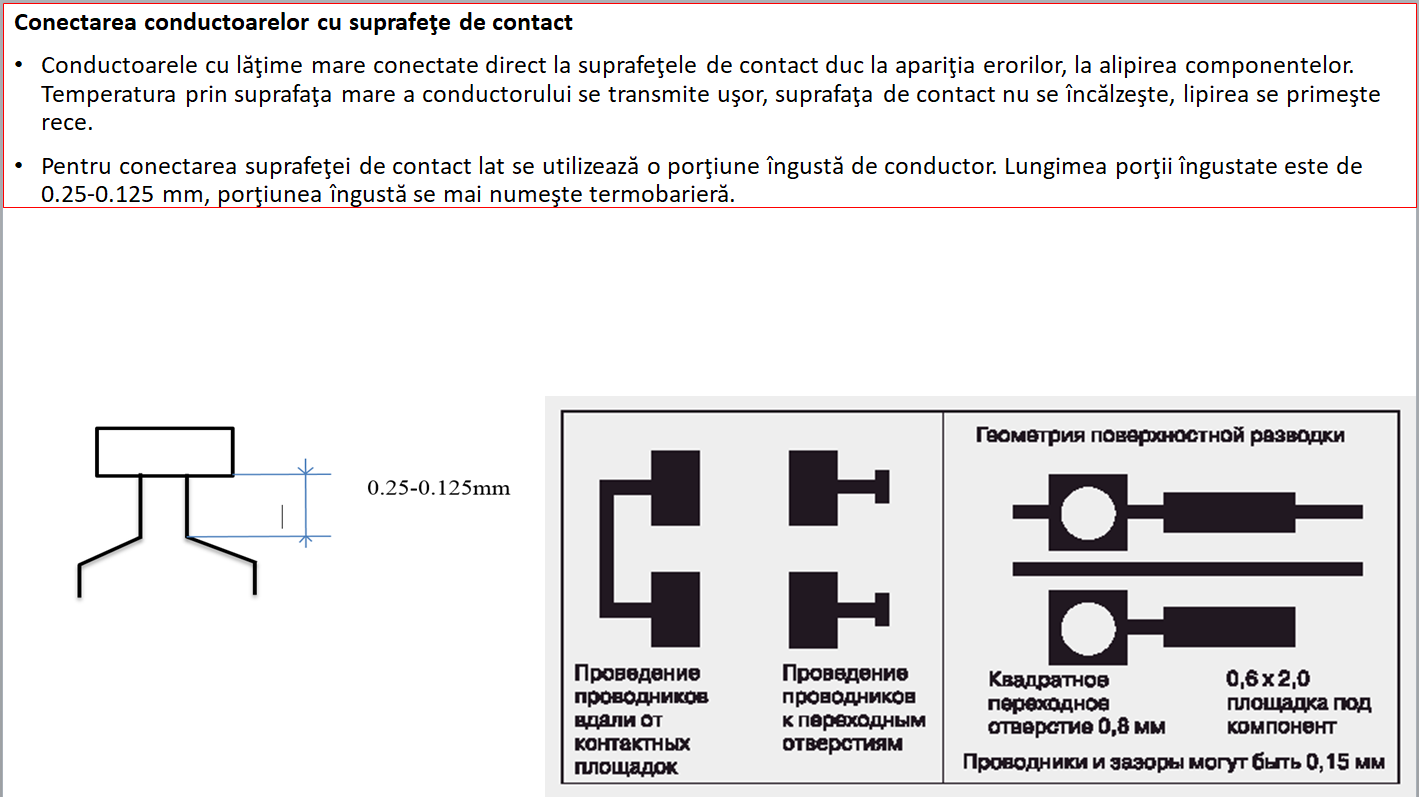 Conectarea conductoarelor cu suprafeţe de contact
• Conductoarele cu lăţime mare conectate direct la suprafeţele de contact duc la apariţia erorilor, la alipirea componentelor.
Temperatura prin suprafaţa mare a conductorului se transmite uşor, suprafaţa de contact nu se încălzeşte, lipirea se primeşte
rece.
• Pentru conectarea suprafeţei de contact lat se utilizează o porţiune îngustă de conductor. Lungimea porţii îngustate este de
0.25-0.125 mm, porţiunea îngustă se mai numeşte termobarieră.
0.25-0.125mm
Проведение
проводников
вдали от
контактных
площадок
Проведение
проводников
к переходным
отверстиям
Геометрия поверхностной разводки
Квадратное
переходное
отверстие 0,8 мм
0,6 x 2,0
площадка под
компонент
Проводники и зазоры могут быть 0,15 мм